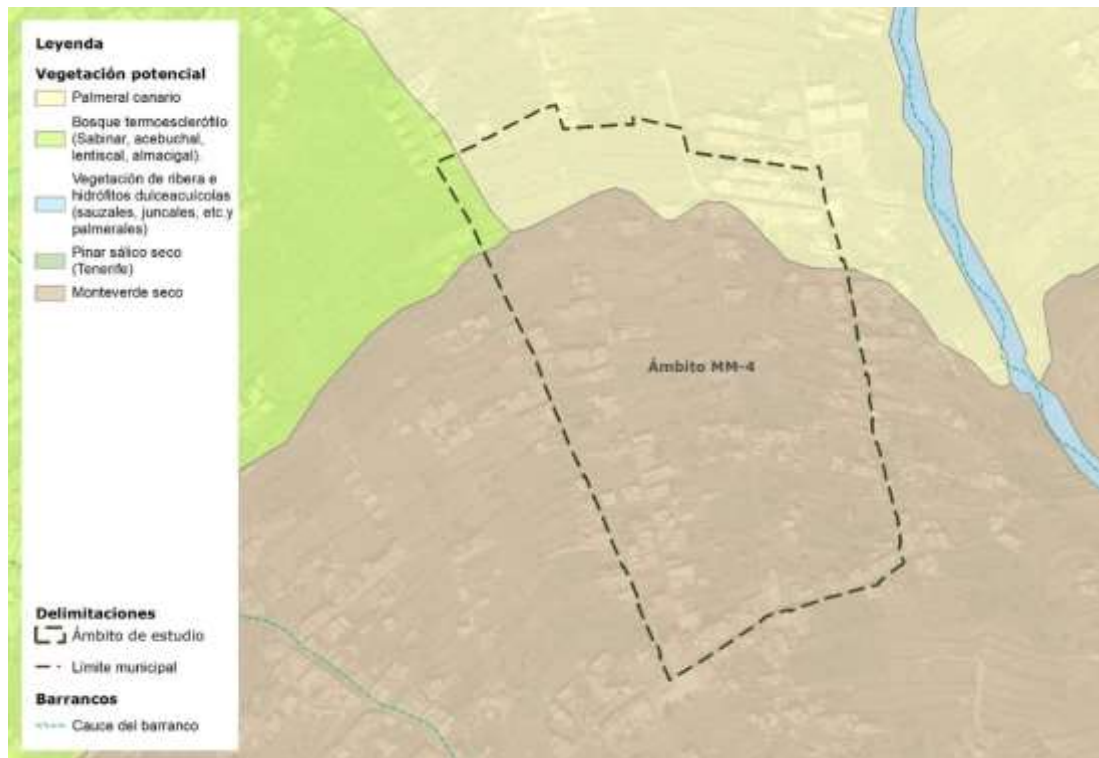 Leyenda
Vegetación potencial
Palmeral canario
Bosque termoesclerófilo
(Sabinar, acebuchal,
lentiscal, almacigal)
Vegetación de ribera e
hidrófitos dulceacuícolas
(sauzales, juncales, etc.y
palmerales)
Pinar sálico seco
(Tenerife)
Monteverde seco
Ámbito MM-4
Delimitaciones
Ámbito de estudio
Límite municipal
Barrancos
Cauce del barranco